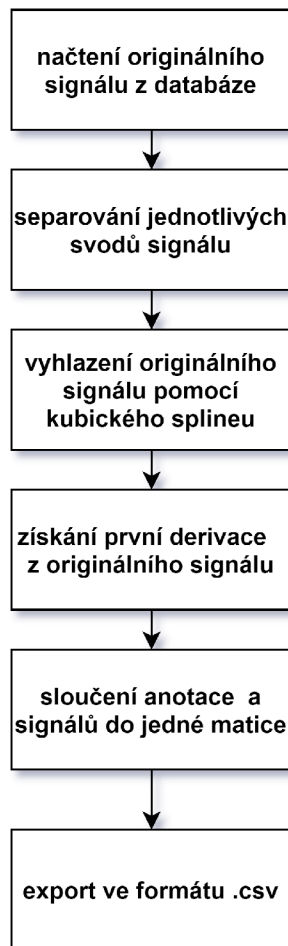 načtení originálního
signálu z databáze
separování jednotlivých
svodů signálu
vyhlazení originálního
signálu pomocí
kubického splineu
získání první derivace
z originálního signálu
sloučení anotace a
signálů do jedné matice
export ve formátu .csv